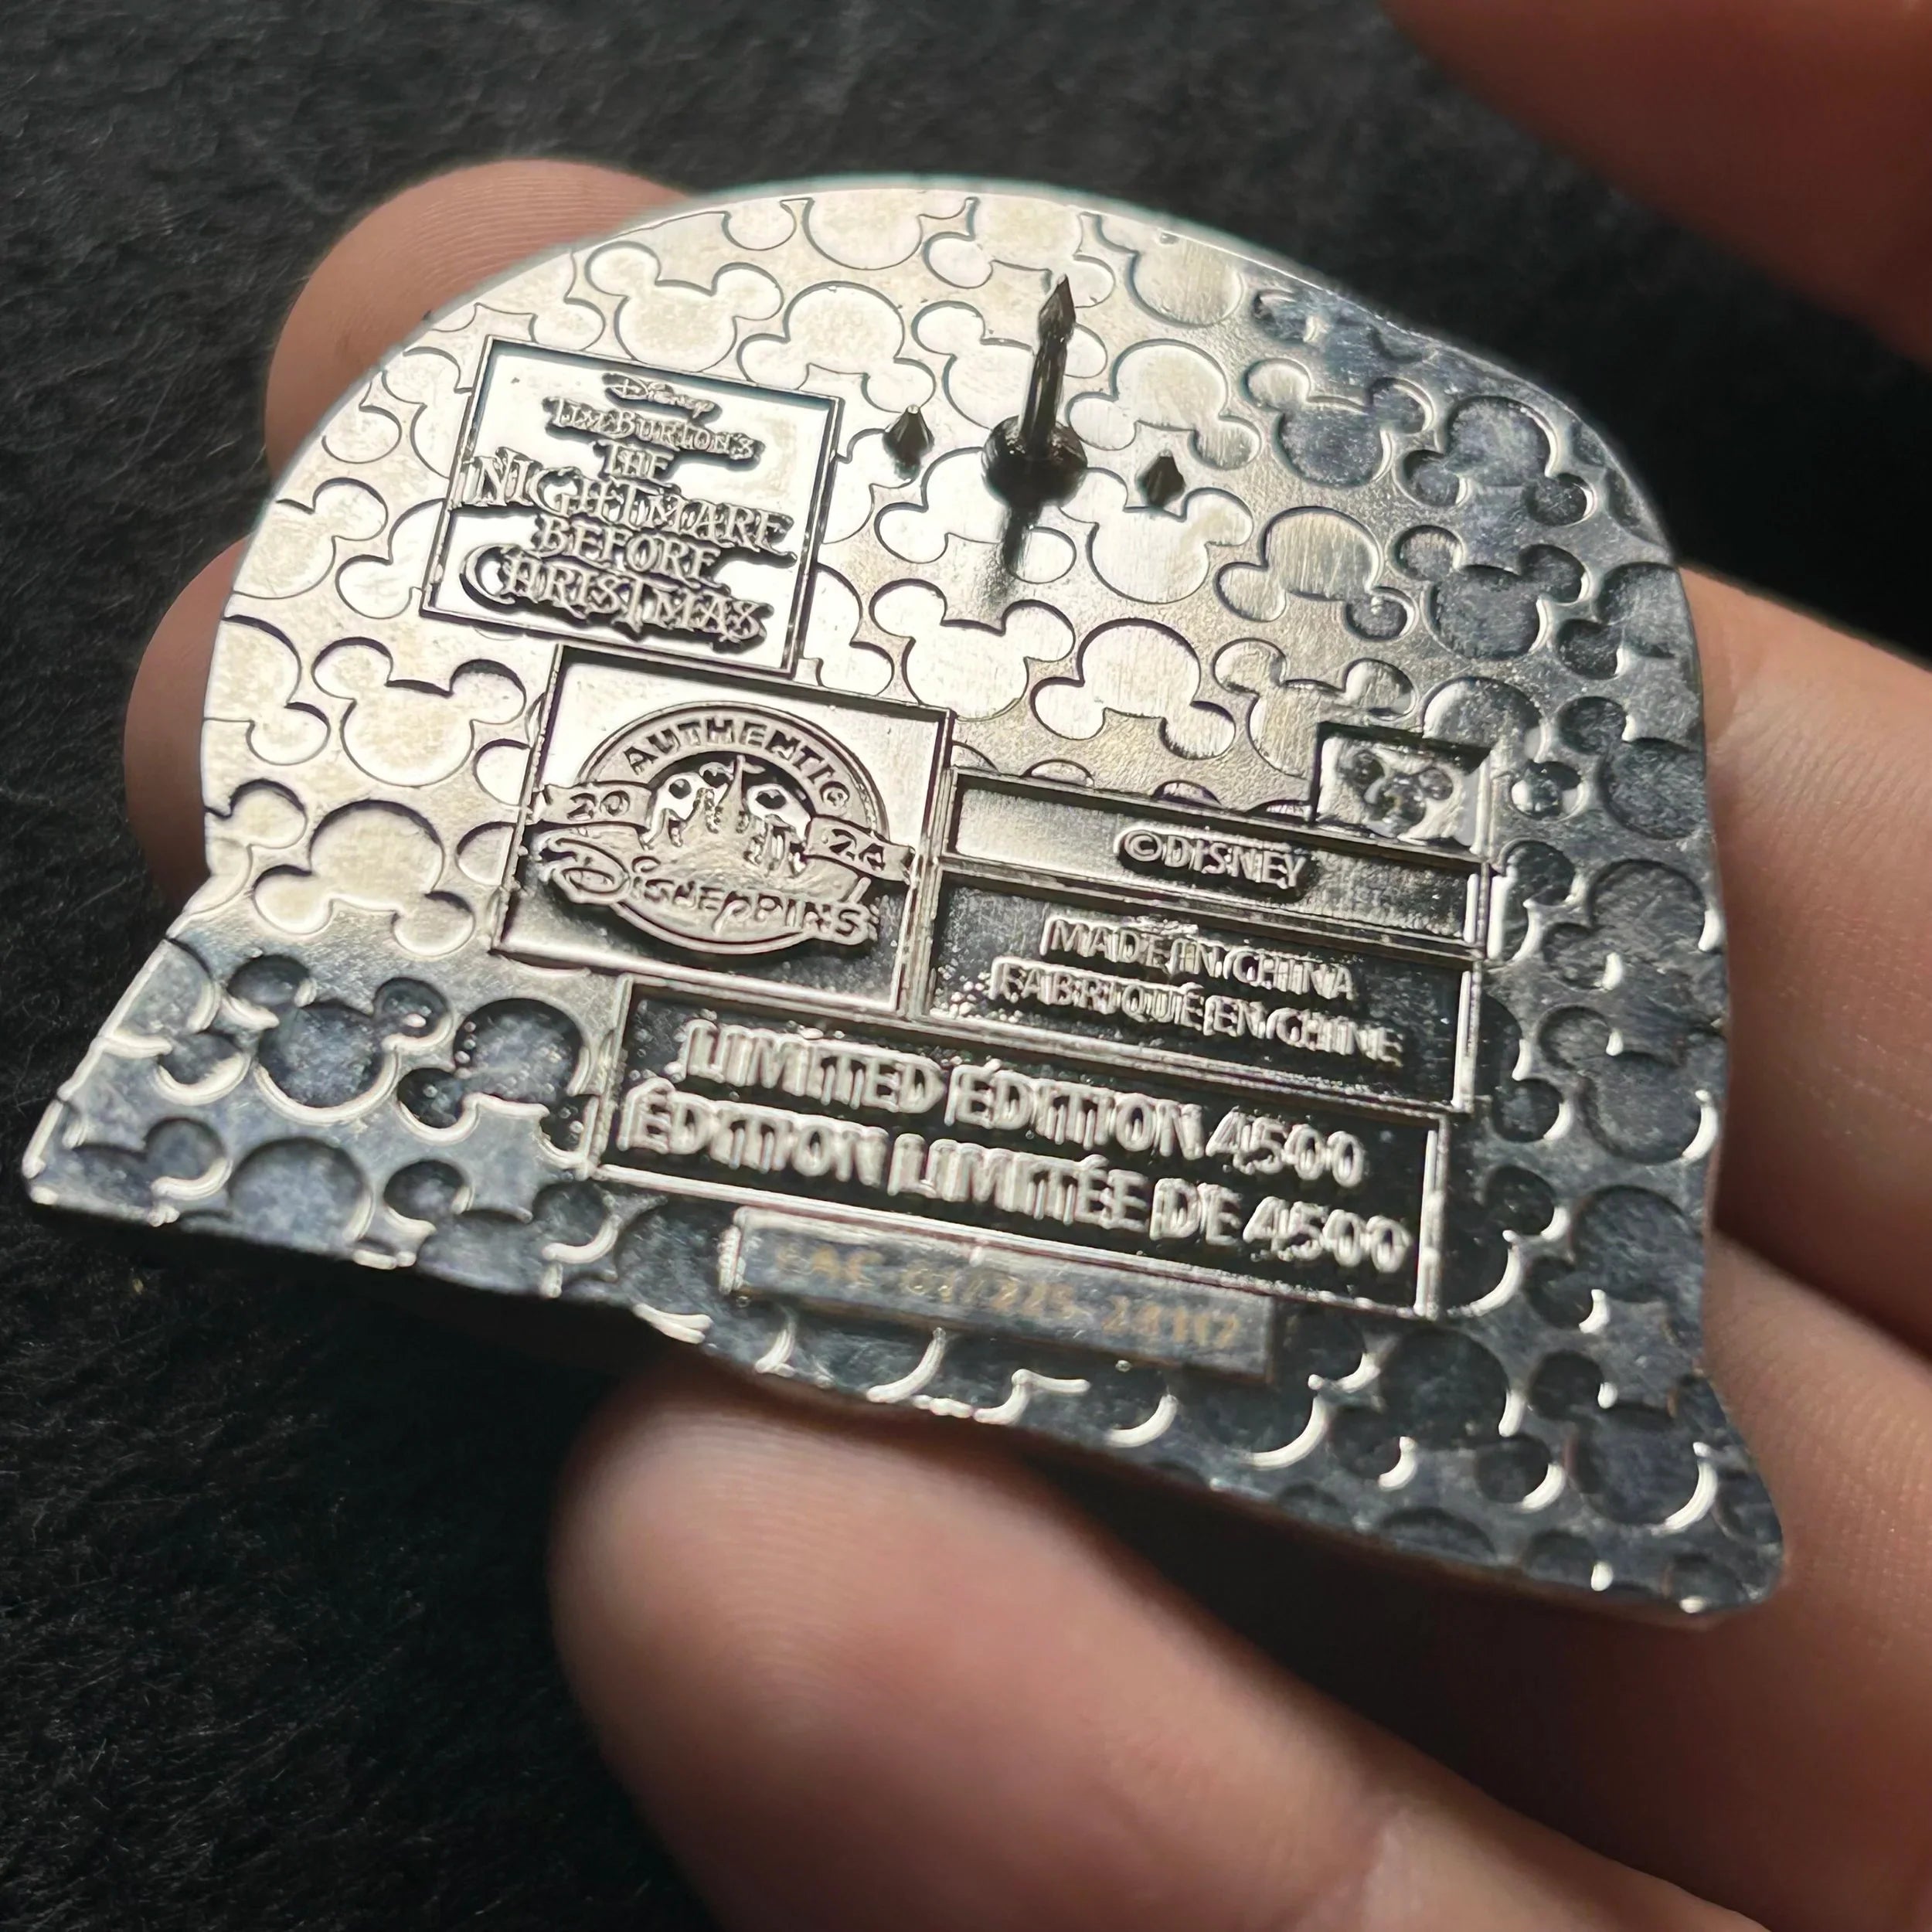 Disney
TIM BURTON'S
THE
NIGHTMARE
BEFORE
CHRISTMAS
AUTHENTIC
20 24
Disney PINS
©DISNEY
MADE IN CHINA
FABRIQUÉ EN CHINE
LIMITED EDITION 4500
ÉDITION LIMITÉE DE 4500